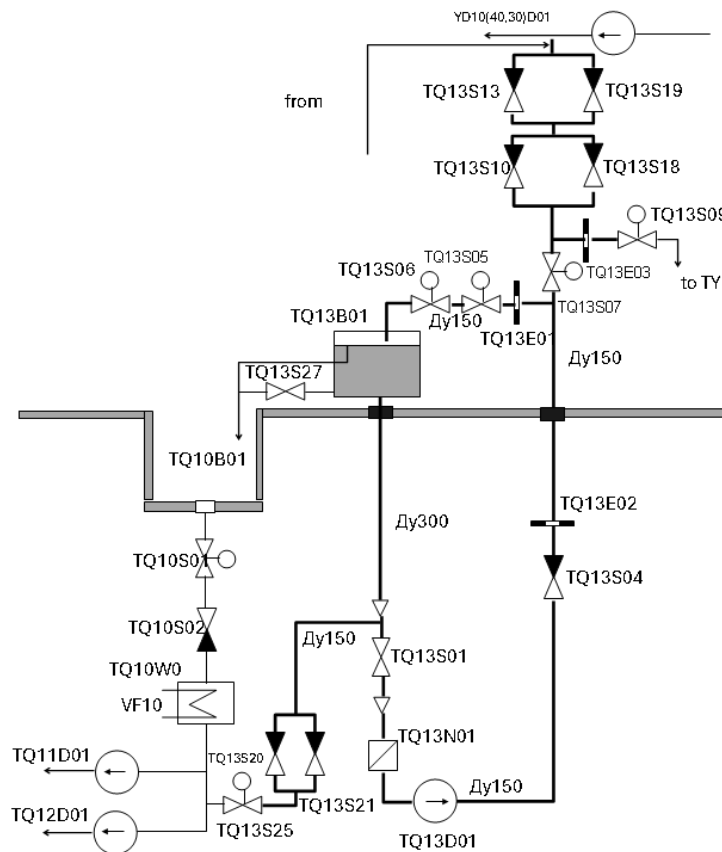 YD10(40,30)D01
from
TQ13S13
TQ13S19
TQ13S10
TQ13S18
TQ13S09
TQ13S06
TQ13S05
TQ13E03
to TY
TQ13B01
Ду150
TQ13S07
TQ13E01
Ду150
TQ13S27
TQ10B01
TQ13E02
Ду300
TQ10S01
TQ13S04
TQ10S02
Ду150
TQ13S01
TQ10W0
VF10
TQ13N01
TQ11D01
TQ13S20
Ду150
TQ13S21
TQ12D01
TQ13S25
TQ13D01